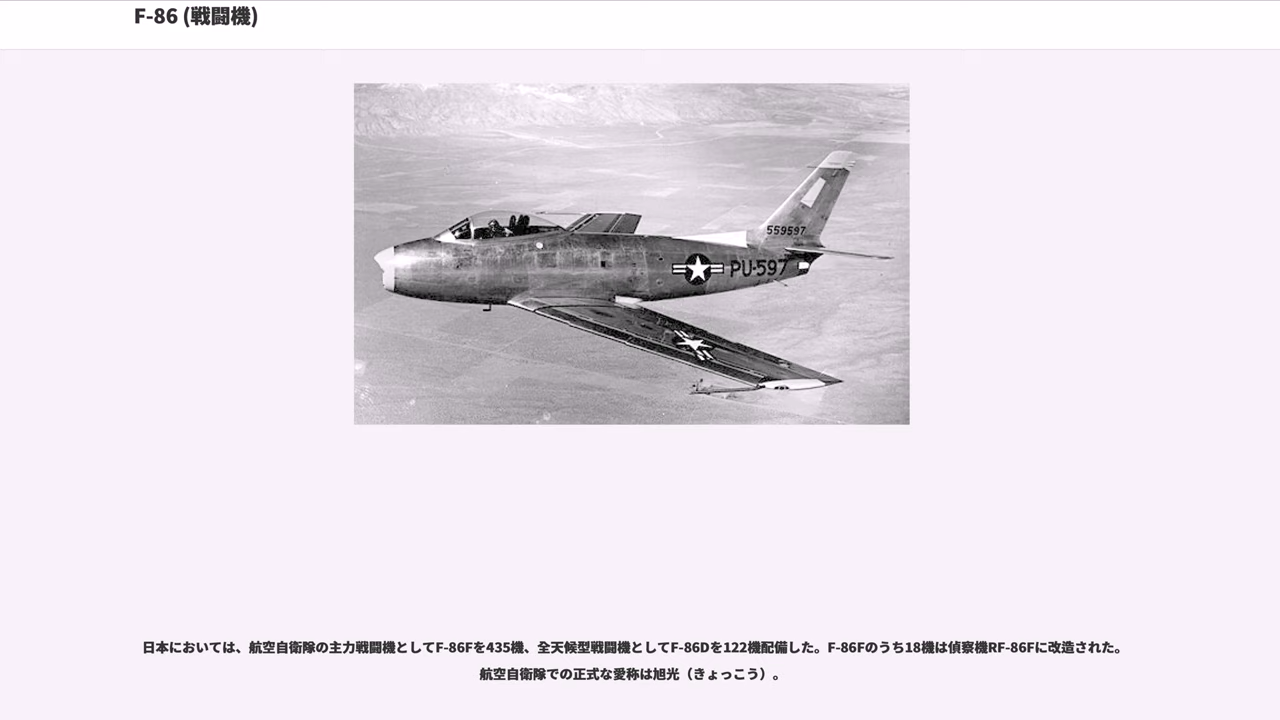 F-86 (戦闘機)
559597
PU-597
日本においては、航空自衛隊の主力戦闘機としてF-86Fを435機、全天候型戦闘機としてF-86Dを122機配備した。F-86Fのうち18機は偵察機RF-86Fに改造された。
航空自衛隊での正式な愛称は旭光（きょっこう）。